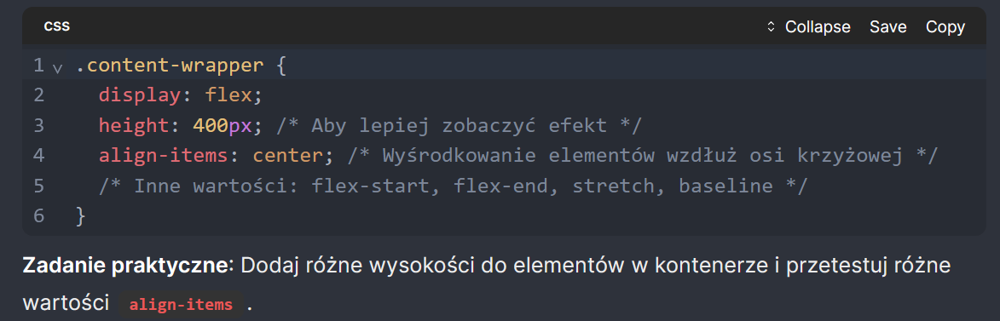 css
Collapse Save Copy
1 .content-wrapper {
2 display: flex;
3 height: 400px; /* Aby lepiej zobaczyć efekt */
4 align-items: center; /* Wyśrodkowanie elementów wzdłuż osi krzyżowej */
5 /* Inne wartości: flex-start, flex-end, stretch, baseline */
6 }
Zadanie praktyczne: Dodaj różne wysokości do elementów w kontenerze i przetestuj różne
wartości align-items .